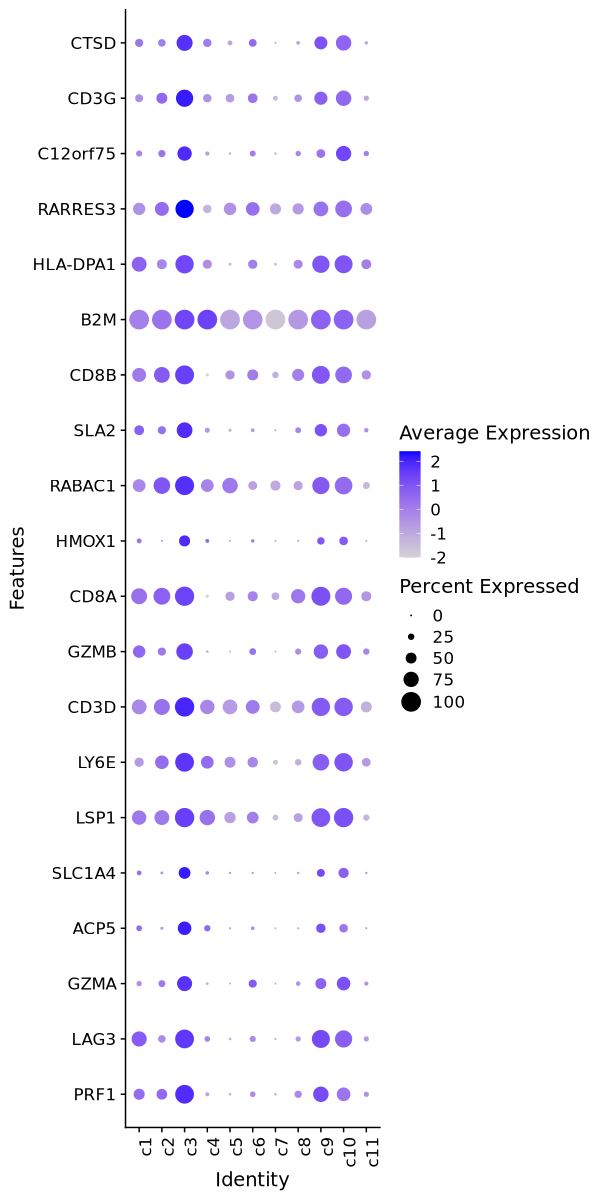 CTSD
CD3G
C12orf75
RARRES3
HLA-DPA1
B2M
CD8B
SLA2
RABAC1
HMOX1
CD8A
GZMB
CD3D
LY6E
LSP1
SLC1A4
ACP5
GZMA
LAG3
PRF1
Features
c1 c2 c3 c4 c5 c6 c7 c8 c9 c10 c11
Identity
Average Expression
2
1
0
-1
-2
Percent Expressed
0
25
50
75
100